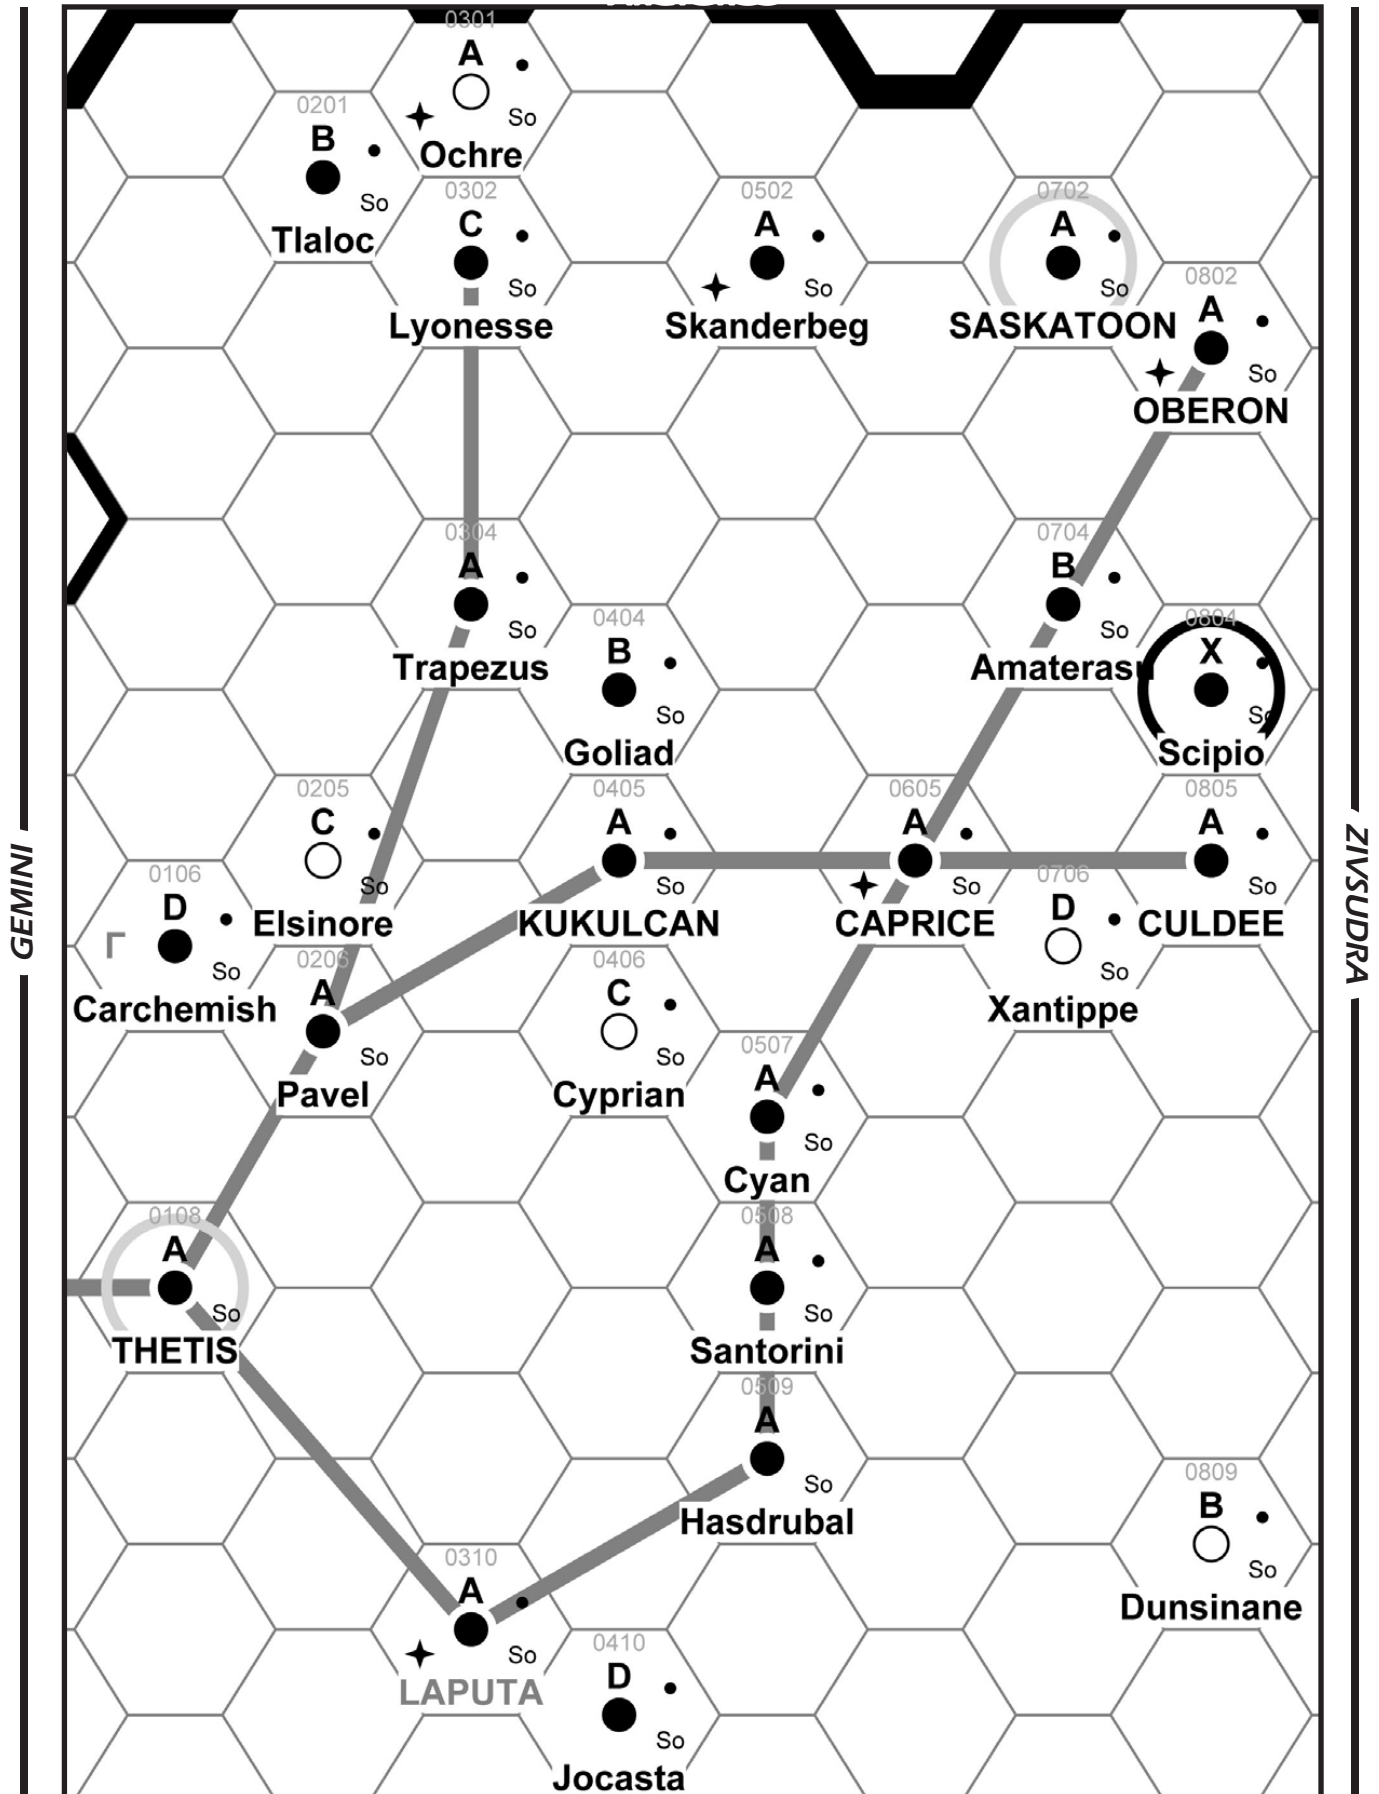 0301
A
So
Ochre
0201
B
So
Tlaloc
0302
C
So
Lyonesse
0502
A
So
Skanderbeg
0702
A
So
SASKATOON
0802
A
So
OBERON
0304
A
So
Trapezus
0404
B
So
Goliad
0704
B
So
Amaterasu
0804
X
So
Scipio
0205
C
So
Elsinore
0405
A
So
KUKULCAN
0605
A
So
CAPRICE
0805
A
So
CULDEE
0106
D
So
Carchemish
0206
A
So
Pavel
0406
C
So
Cyprian
0706
D
So
Xantippe
0507
A
So
Cyan
0108
A
So
THETIS
0508
A
So
Santorini
0509
A
So
Hasdrubal
0809
B
So
Dunsinane
0310
A
So
LAPUTA
0410
D
So
Jocasta
GEMINI
ZIVSUDRA